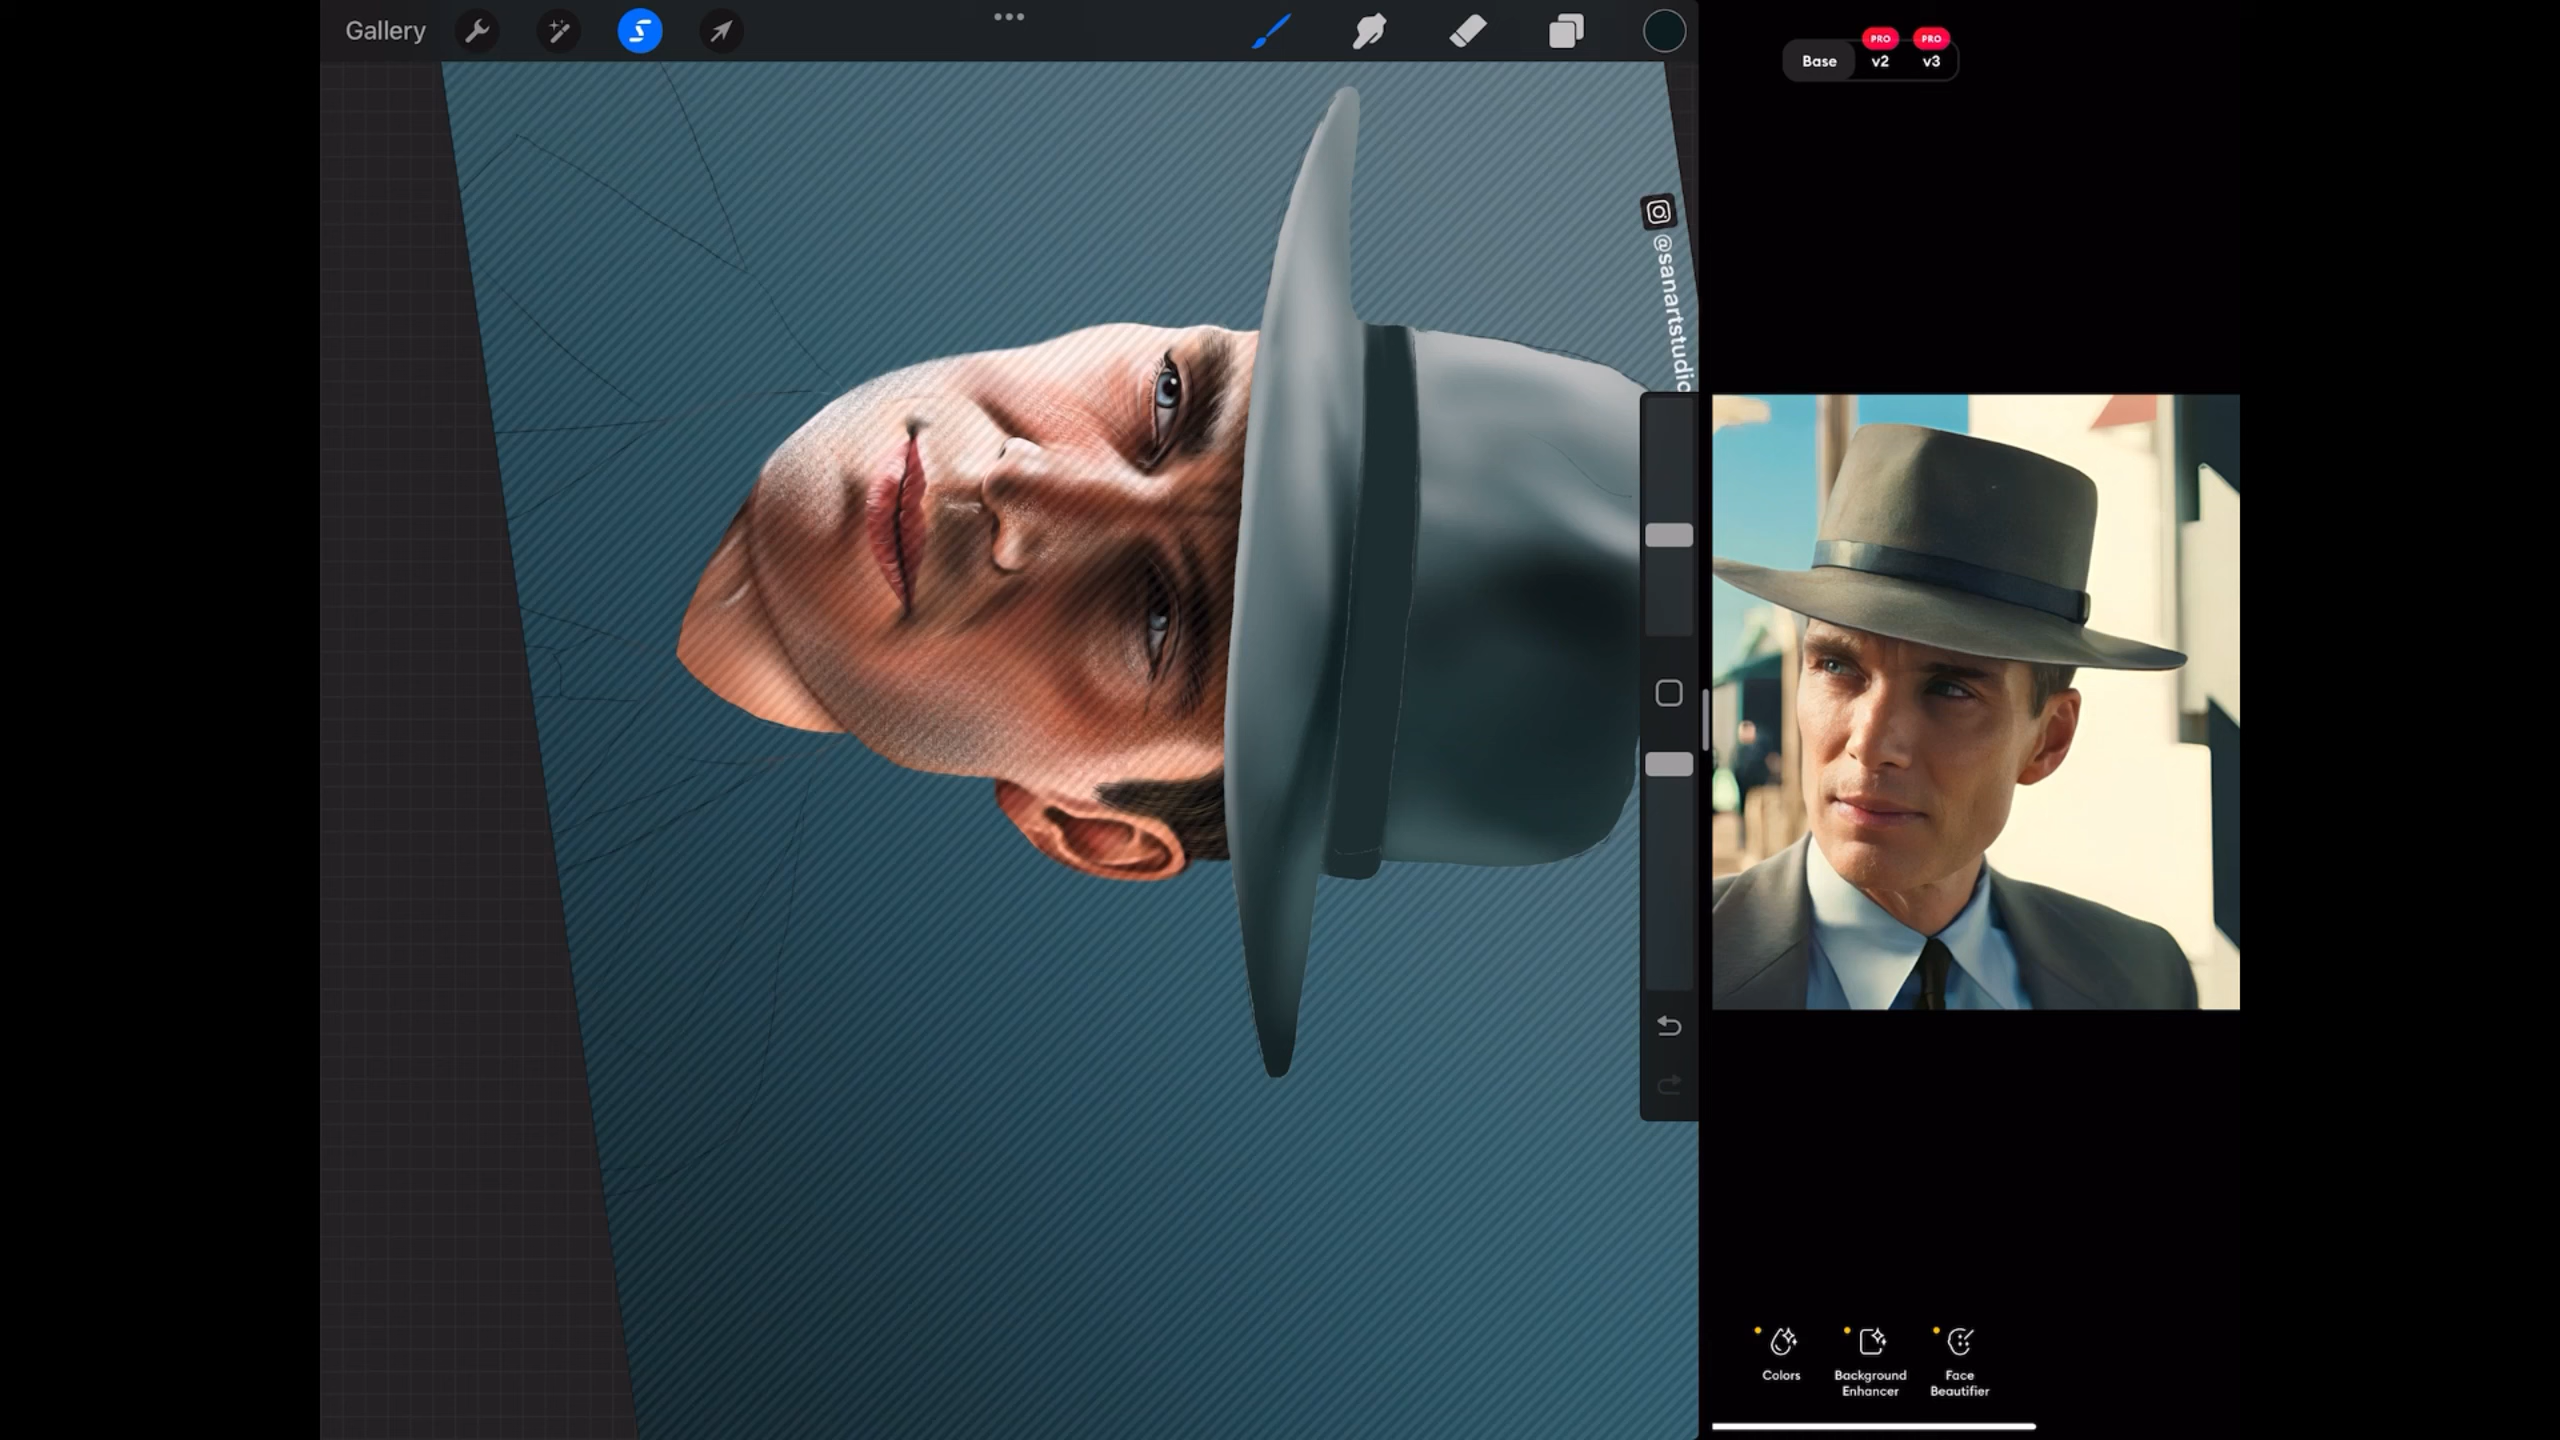 Gallery
@sanartstudio
Base
PRO
v2
PRO
v3
Colors
Background
Enhancer
Face
Beautifier